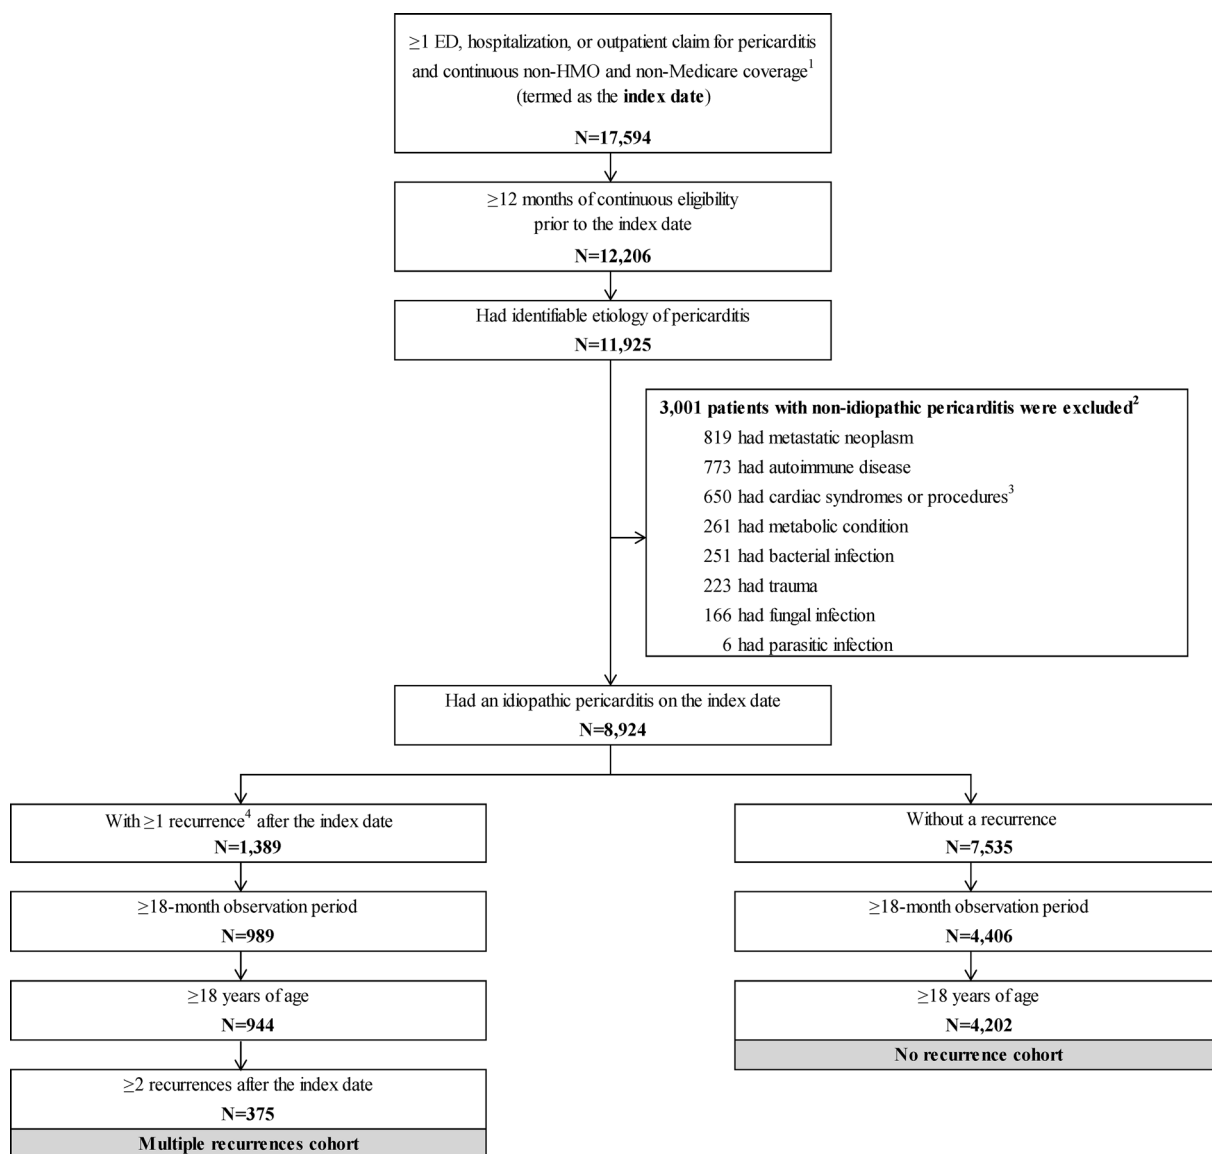 ≥1 ED, hospitalization, or outpatient claim for pericarditis
and continuous non-HMO and non-Medicare coverage1
(termed as the index date)
N=17,594
≥12 months of continuous eligibility
prior to the index date
N=12,206
Had identifiable etiology of pericarditis
N=11,925
3,001 patients with non-idiopathic pericarditis were excluded2
819 had metastatic neoplasm
773 had autoimmune disease
650 had cardiac syndromes or procedures3
261 had metabolic condition
251 had bacterial infection
223 had trauma
166 had fungal infection
6 had parasitic infection
Had an idiopathic pericarditis on the index date
N=8,924
With ≥1 recurrence4 after the index date
N=1,389
≥18-month observation period
N=989
≥18 years of age
N=944
≥2 recurrences after the index date
N=375
Multiple recurrences cohort
Without a recurrence
N=7,535
≥18-month observation period
N=4,406
≥18 years of age
N=4,202
No recurrence cohort